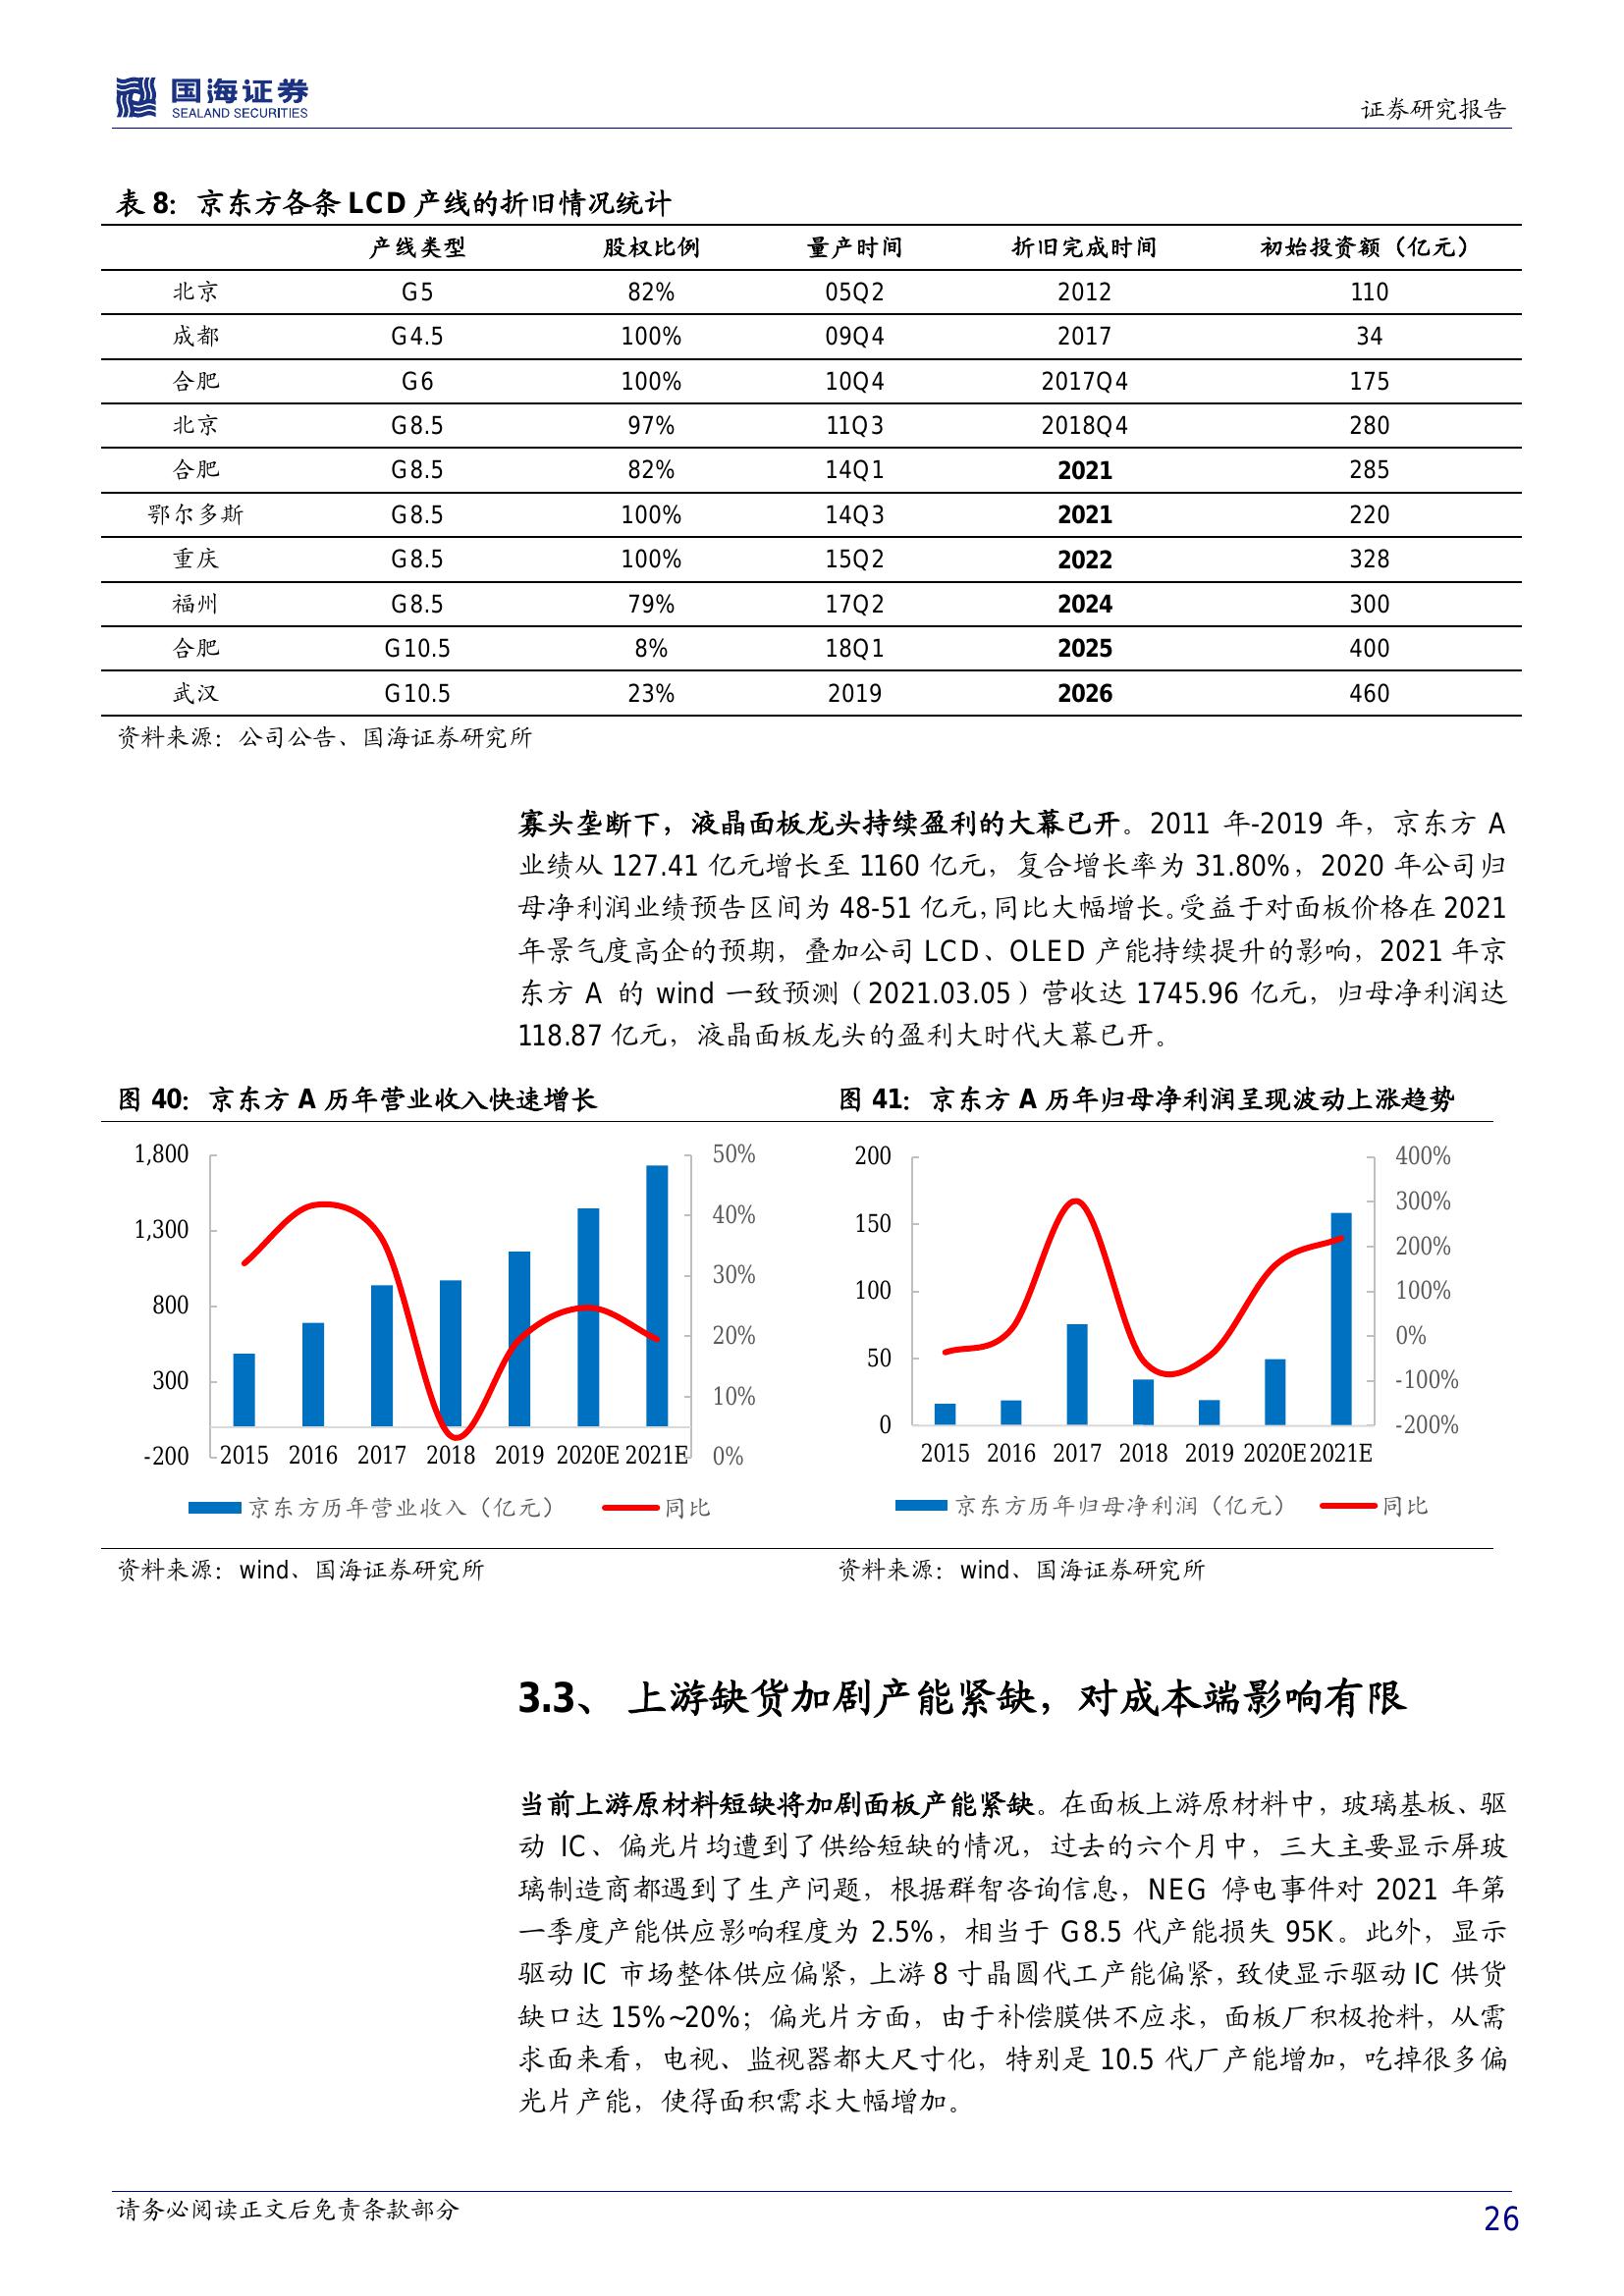 国海证券
SEALAND SECURITIES
证券研究报告
表 8：京东方各条 LCD 产线的折旧情况统计
产线类型 股权比例 量产时间 折旧完成时间 初始投资额（亿元）
北京 G5 82% 05Q2 2012 110
成都 G4.5 100% 09Q4 2017 34
合肥 G6 100% 10Q4 2017Q4 175
北京 G8.5 97% 11Q3 2018Q4 280
合肥 G8.5 82% 14Q1 2021 285
鄂尔多斯 G8.5 100% 14Q3 2021 220
重庆 G8.5 100% 15Q2 2022 328
福州 G8.5 79% 17Q2 2024 300
合肥 G10.5 8% 18Q1 2025 400
武汉 G10.5 23% 2019 2026 460
资料来源：公司公告、国海证券研究所
寡头垄断下，液晶面板龙头持续盈利的大幕已开。2011 年-2019 年，京东方 A
业绩从 127.41 亿元增长至 1160 亿元，复合增长率为 31.80%，2020 年公司归
母净利润业绩预告区间为 48-51 亿元，同比大幅增长。受益于对面板价格在 2021
年景气度高企的预期，叠加公司 LCD、OLED 产能持续提升的影响，2021 年京
东方 A 的 wind 一致预测（2021.03.05）营收达 1745.96 亿元，归母净利润达
118.87 亿元，液晶面板龙头的盈利大时代大幕已开。
图 40：京东方 A 历年营业收入快速增长
1,800
1,300
800
300
-200
50%
40%
30%
20%
10%
0%
2015 2016 2017 2018 2019 2020E 2021E
京东方历年营业收入（亿元） 同比
资料来源：wind、国海证券研究所
图 41：京东方 A 历年归母净利润呈现波动上涨趋势
200
150
100
50
0
400%
300%
200%
100%
0%
-100%
-200%
2015 2016 2017 2018 2019 2020E 2021E
京东方历年归母净利润（亿元） 同比
资料来源：wind、国海证券研究所
3.3、 上游缺货加剧产能紧缺，对成本端影响有限
当前上游原材料短缺将加剧面板产能紧缺。在面板上游原材料中，玻璃基板、驱
动 IC、偏光片均遭到了供给短缺的情况，过去的六个月中，三大主要显示屏玻
璃制造商都遇到了生产问题，根据群智咨询信息，NEG 停电事件对 2021 年第
一季度产能供应影响程度为 2.5%，相当于 G8.5 代产能损失 95K。此外，显示
驱动 IC 市场整体供应偏紧，上游 8 寸晶圆代工产能偏紧，致使显示驱动 IC 供货
缺口达 15%~20%；偏光片方面，由于补偿膜供不应求，面板厂积极抢料，从需
求面来看，电视、监视器都大尺寸化，特别是 10.5 代厂产能增加，吃掉很多偏
光片产能，使得面积需求大幅增加。
请务必阅读正文后免责条款部分
26